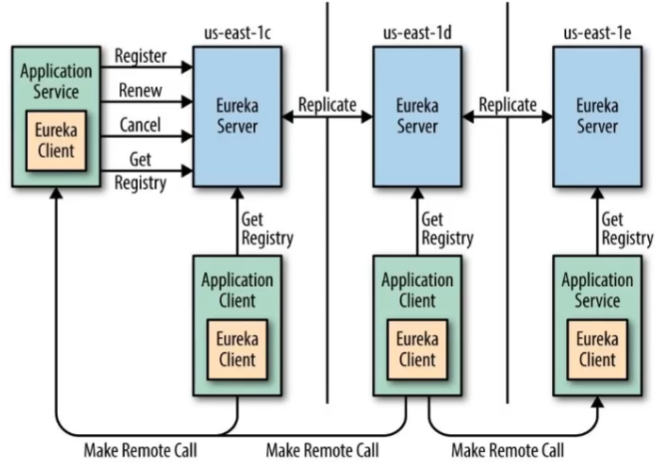 us-east-1c
us-east-1d
us-east-1e
Application
Service
Eureka
Client
Register
Renew
Cancel
Get
Registry
Eureka
Server
Replicate
Eureka
Server
Replicate
Eureka
Server
Get
Registry
Get
Registry
Get
Registry
Application
Client
Eureka
Client
Application
Client
Eureka
Client
Application
Service
Eureka
Client
Make Remote Call
Make Remote Call
Make Remote Call